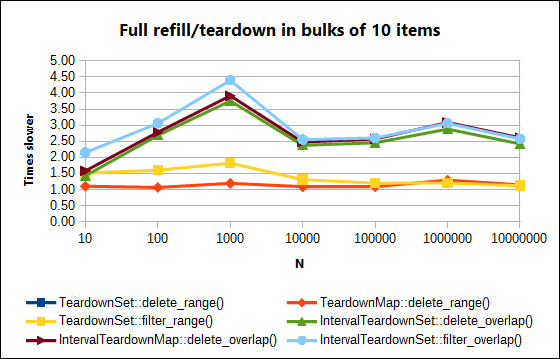 Full refill/teardown in bulks of 10 items
5.00
4.50
4.00
3.50
3.00
2.50
2.00
1.50
1.00
0.50
0.00
Times slower
10 100 1000 10000 100000 1000000 10000000
N
TeardownSet::delete_range() TeardownMap::delete_range()
TeardownSet::filter_range() IntervalTeardownSet::delete_overlap()
IntervalTeardownMap::delete_overlap() IntervalTeardownSet::filter_overlap()